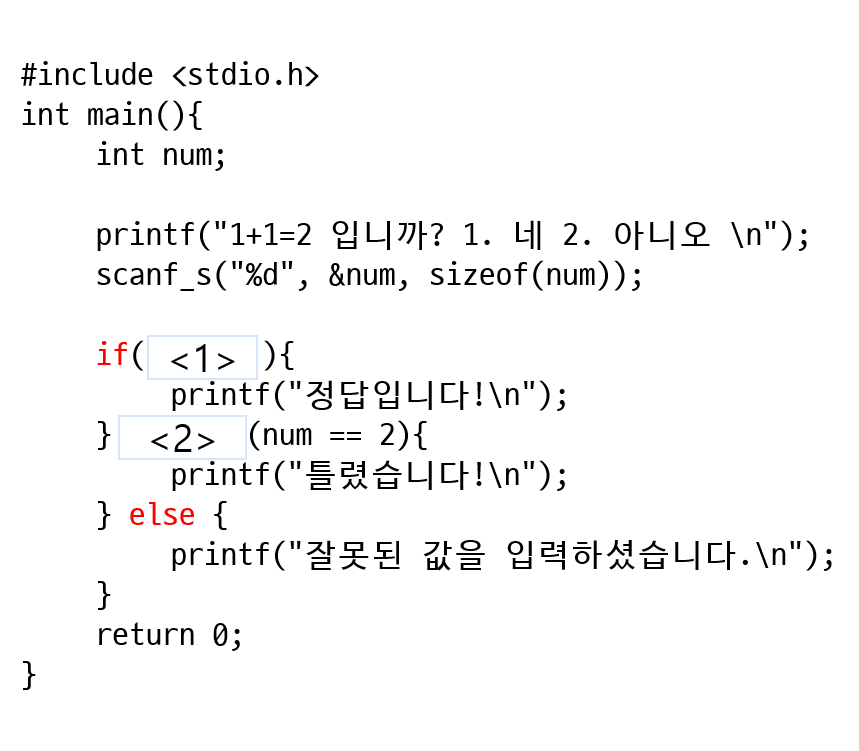 #include <stdio.h>
int main(){
int num;
printf("1+1=2 입니까? 1. 네 2. 아니오 \n");
scanf_s("%d", &num, sizeof(num));
if( <1> ){
printf("정답입니다!\n");
} <2> (num == 2){
printf("틀렸습니다!\n");
} else {
printf("잘못된 값을 입력하셨습니다.\n");
}
return 0;
}